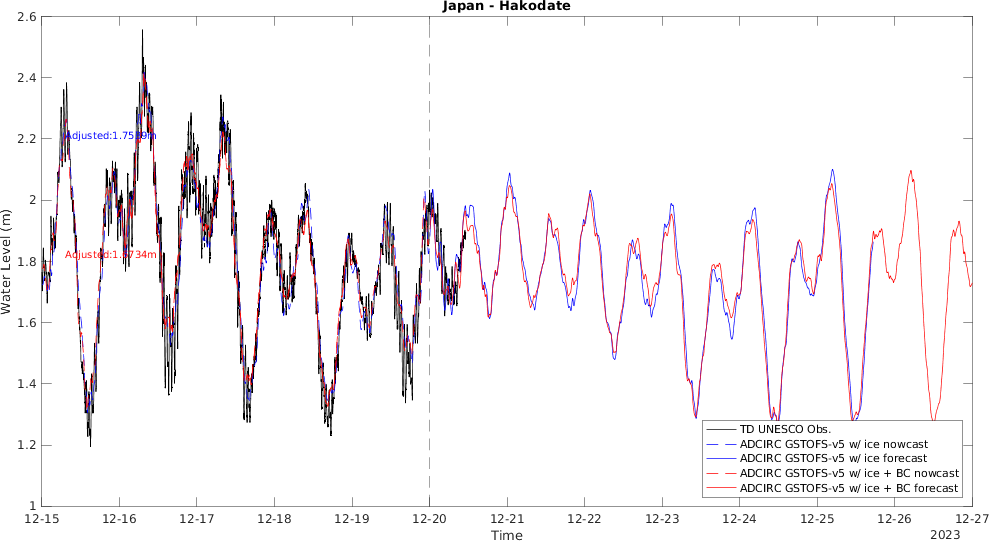 Japan - Hakodate
2.6
2.4
2.2
2
1.8
1.6
1.4
1.2
1
Water Level (m)
12-15
12-16
12-17
12-18
12-19
12-20
12-21
12-22
12-23
12-24
12-25
12-26
12-27
Time
2023
TD UNESCO Obs.
ADCIRC GSTOFS-v5 w/ ice nowcast
ADCIRC GSTOFS-v5 w/ ice forecast
ADCIRC GSTOFS-v5 w/ ice + BC nowcast
ADCIRC GSTOFS-v5 w/ ice + BC forecast